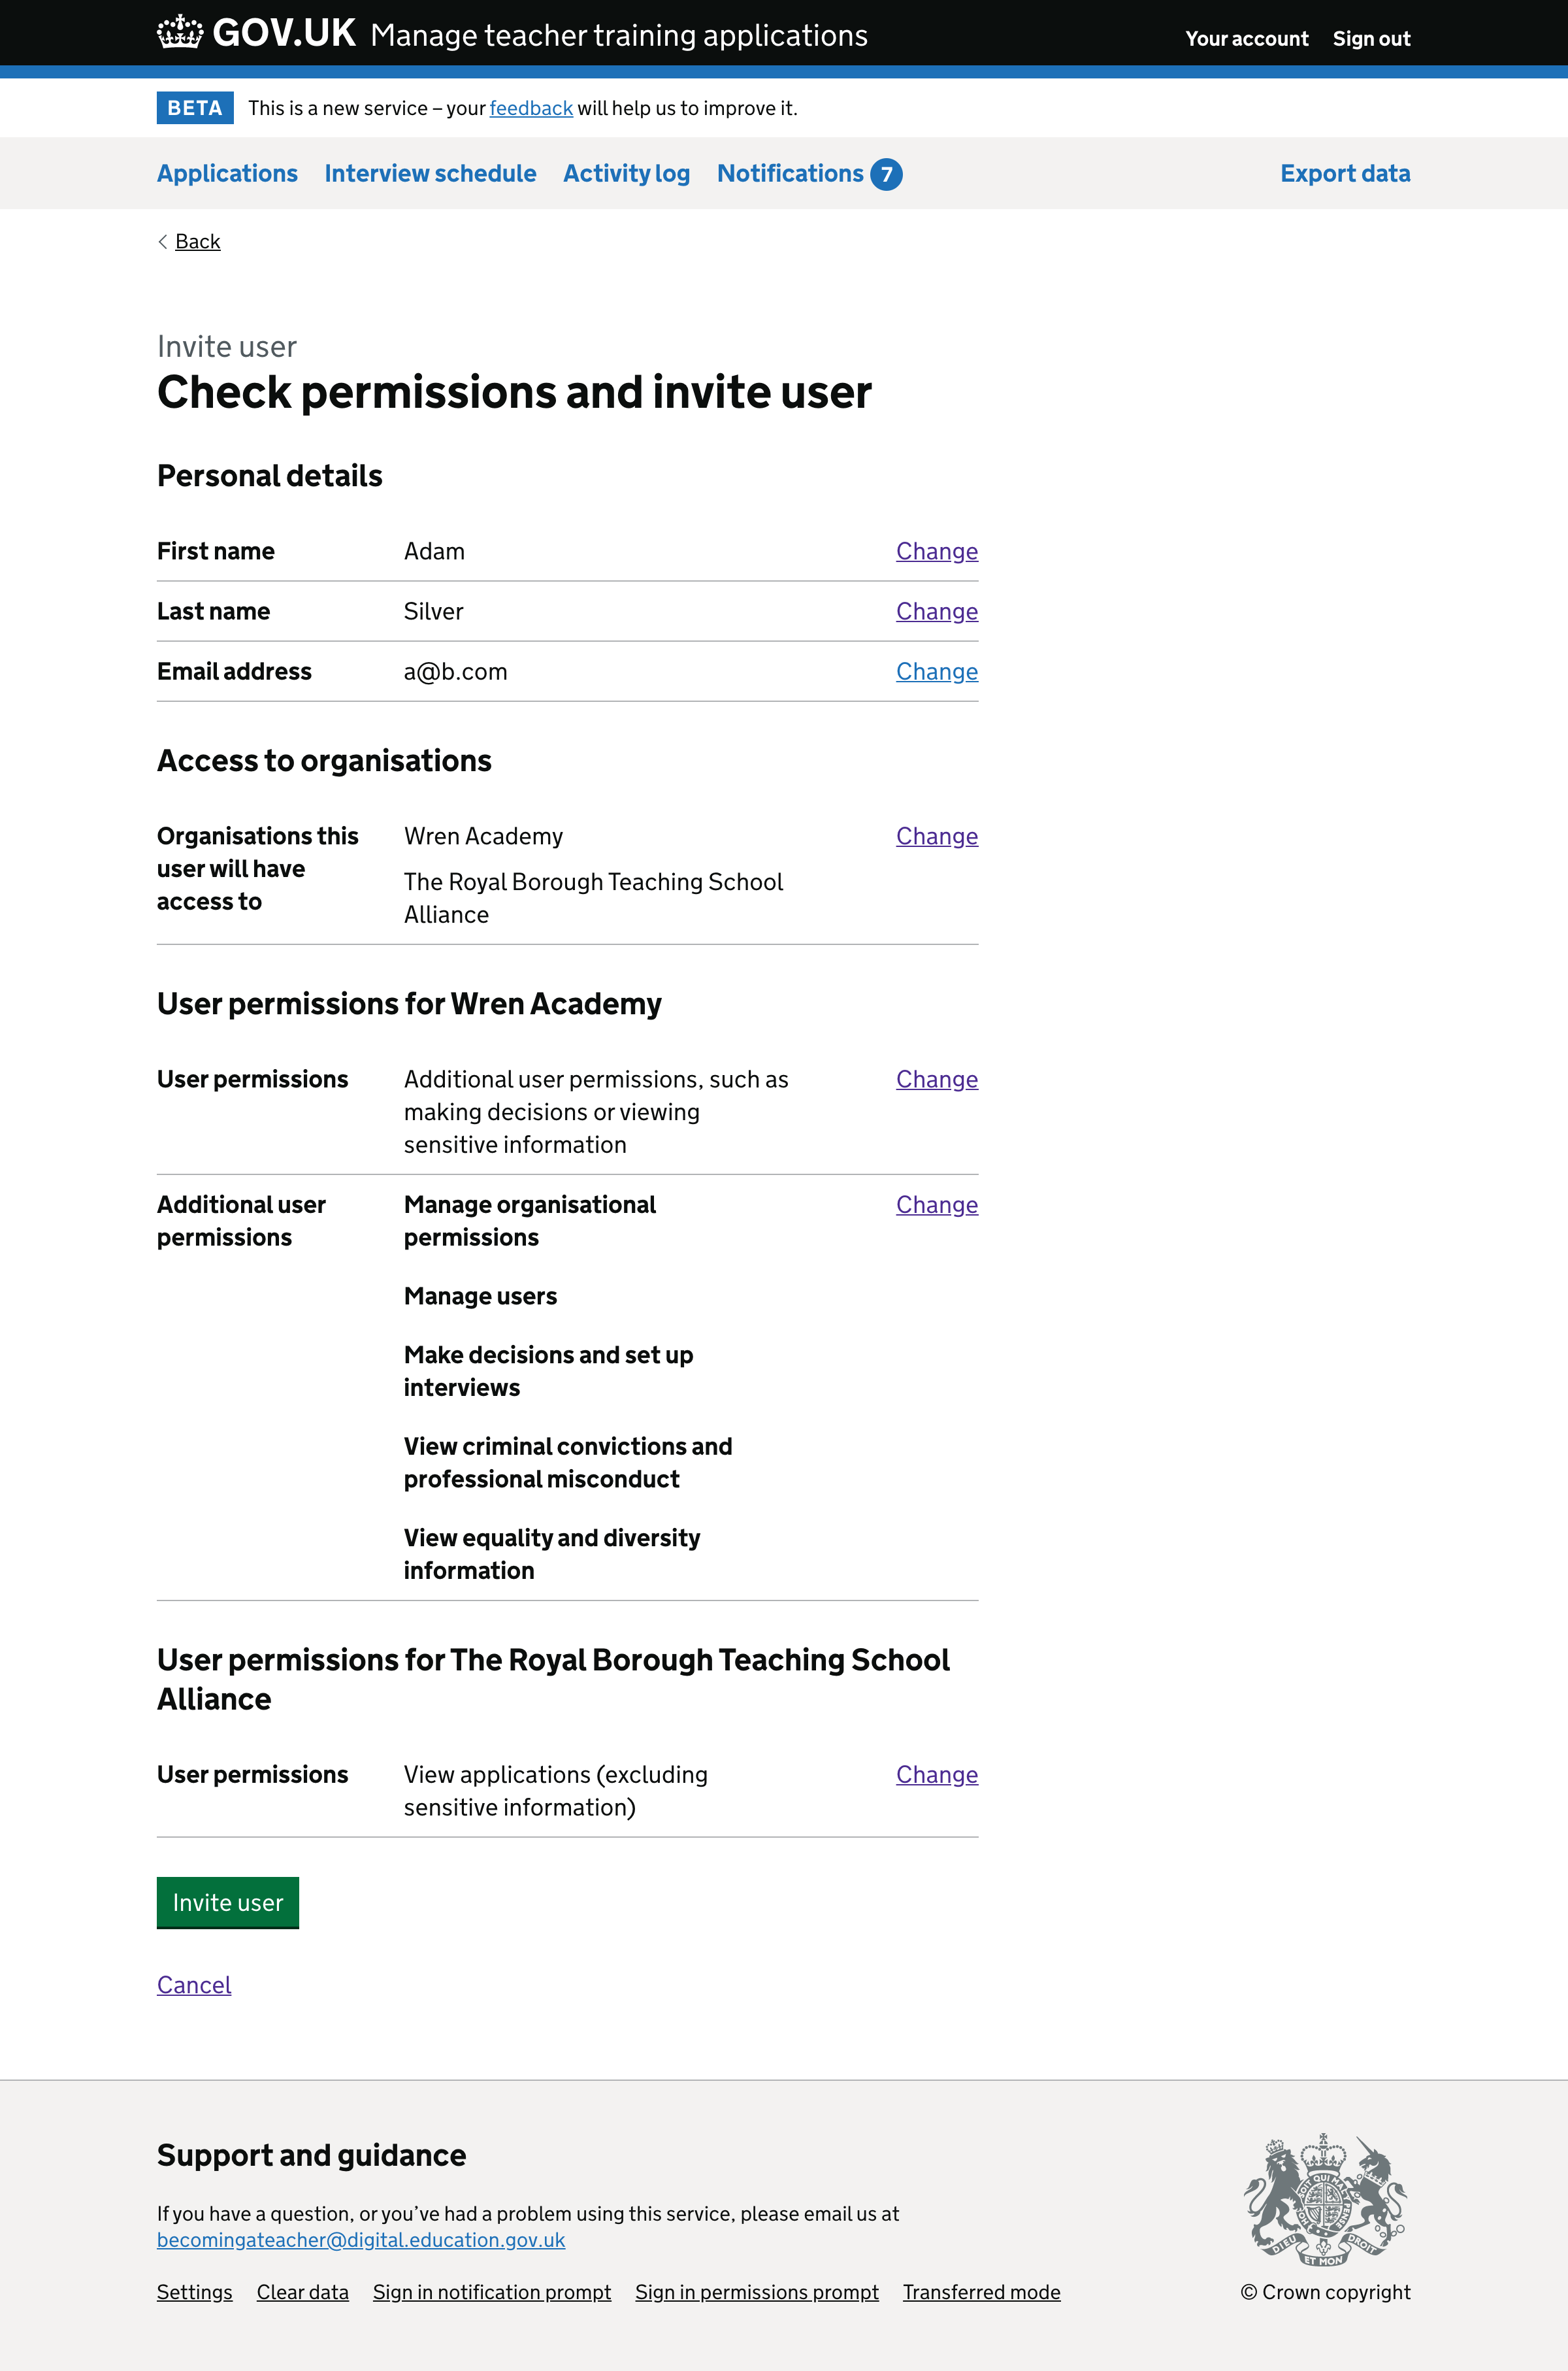 GOV.UK Manage teacher training applications
Your account
Sign out
BETA
This is a new service – your feedback will help us to improve it.
Applications
Interview schedule
Activity log
Notifications 7
Export data
Back
Invite user
Check permissions and invite user
Personal details
First name
Adam
Change
Last name
Silver
Change
Email address
a@b.com
Change
Access to organisations
Organisations this
user will have
access to
Wren Academy
The Royal Borough Teaching School
Alliance
Change
User permissions for Wren Academy
User permissions
Additional user permissions, such as
making decisions or viewing
sensitive information
Change
Additional user
permissions
Manage organisational
permissions
Manage users
Make decisions and set up
interviews
View criminal convictions and
professional misconduct
View equality and diversity
information
Change
User permissions for The Royal Borough Teaching School
Alliance
User permissions
View applications (excluding
sensitive information)
Change
Invite user
Cancel
Support and guidance
If you have a question, or you’ve had a problem using this service, please email us at
becomingateacher@digital.education.gov.uk
Settings
Clear data
Sign in notification prompt
Sign in permissions prompt
Transferred mode
DIEU
ET MON
DROIT
© Crown copyright